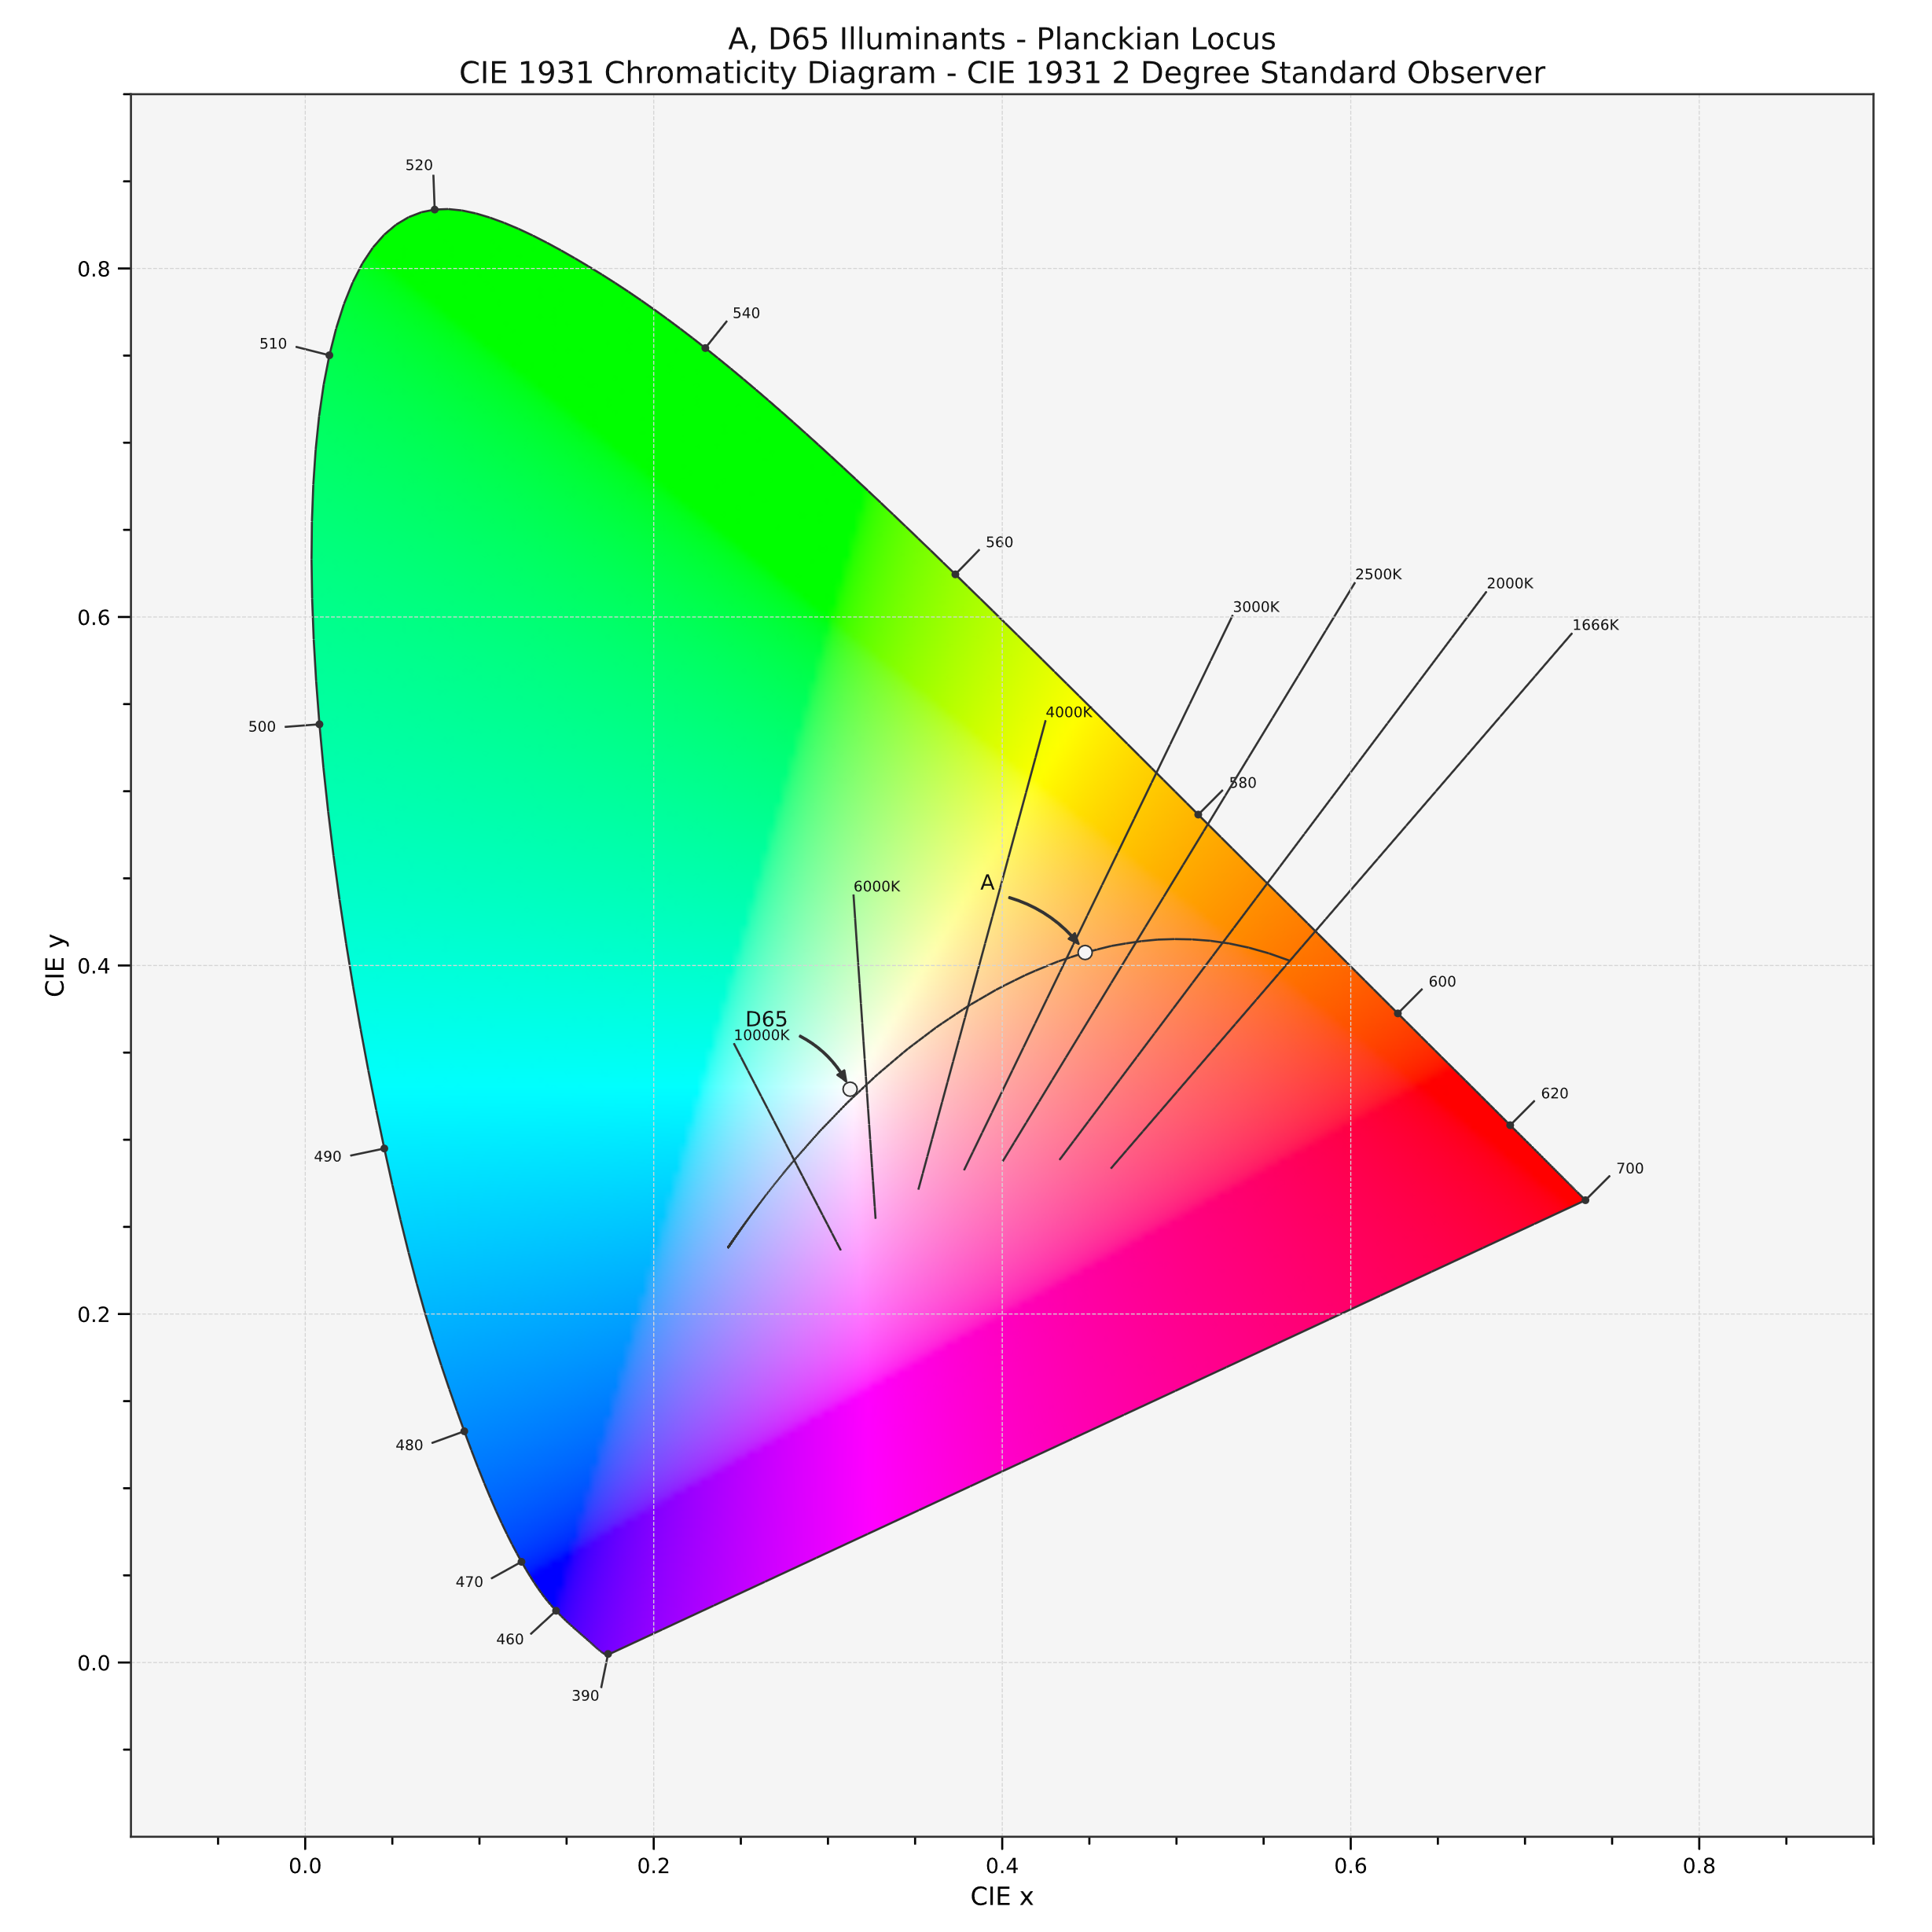 A, D65 Illuminants - Planckian Locus
CIE 1931 Chromaticity Diagram - CIE 1931 2 Degree Standard Observer
520
540
510
560
2500K
2000K
3000K
1666K
4000K
500
580
A
6000K
600
D65
10000K
620
490
700
480
470
460
390
0.8
0.6
0.4
0.2
0.0
CIE y
0.0 0.2 0.4 0.6 0.8
CIE x